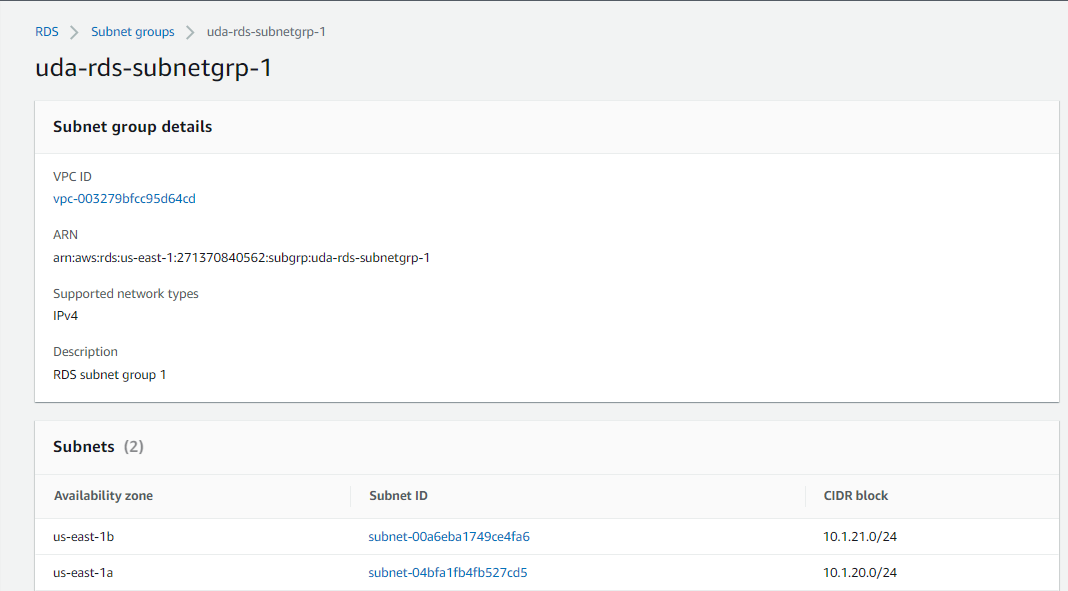 RDS > Subnet groups > uda-rds-subnetgrp-1
uda-rds-subnetgrp-1
Subnet group details
VPC ID
vpc-003279bfcc95d64cd
ARN
arn:aws:rds:us-east-1:271370840562:subgrp:uda-rds-subnetgrp-1
Supported network types
IPv4
Description
RDS subnet group 1
Subnets (2)
Availability zone Subnet ID CIDR block
us-east-1b subnet-00a6eba1749ce4fa6 10.1.21.0/24
us-east-1a subnet-04bfa1fb4fb527cd5 10.1.20.0/24